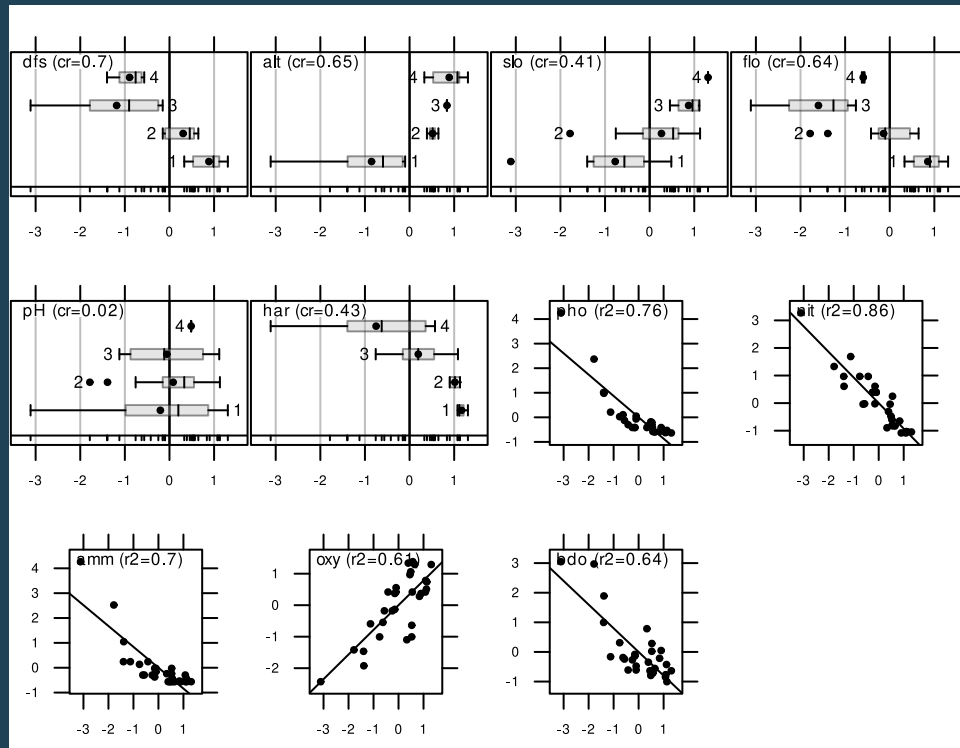 dfs (cr=0.7) alt (cr=0.65) slo (cr=0.41) flo (cr=0.64)
4 4 4 4
3 3 3 3
2 2 2 2
1 1 1 1
-3 -2 -1 0 1 -3 -2 -1 0 1 -3 -2 -1 0 1 -3 -2 -1 0 1
pH (cr=0.02) har (cr=0.43) pho (r2=0.76) nit (r2=0.86)
4 4 4 3
3 3 3 2
2 2 2 1
1 1 1 0
0 -1
-1
-3 -2 -1 0 1 -3 -2 -1 0 1 -3 -2 -1 0 1 -3 -2 -1 0 1
amm (r2=0.7) oxy (r2=0.61) bdo (r2=0.64)
4 1 3
3 0 2
2 -1 1
1 -2 0
0 -1
-1
-3 -2 -1 0 1 -3 -2 -1 0 1 -3 -2 -1 0 1